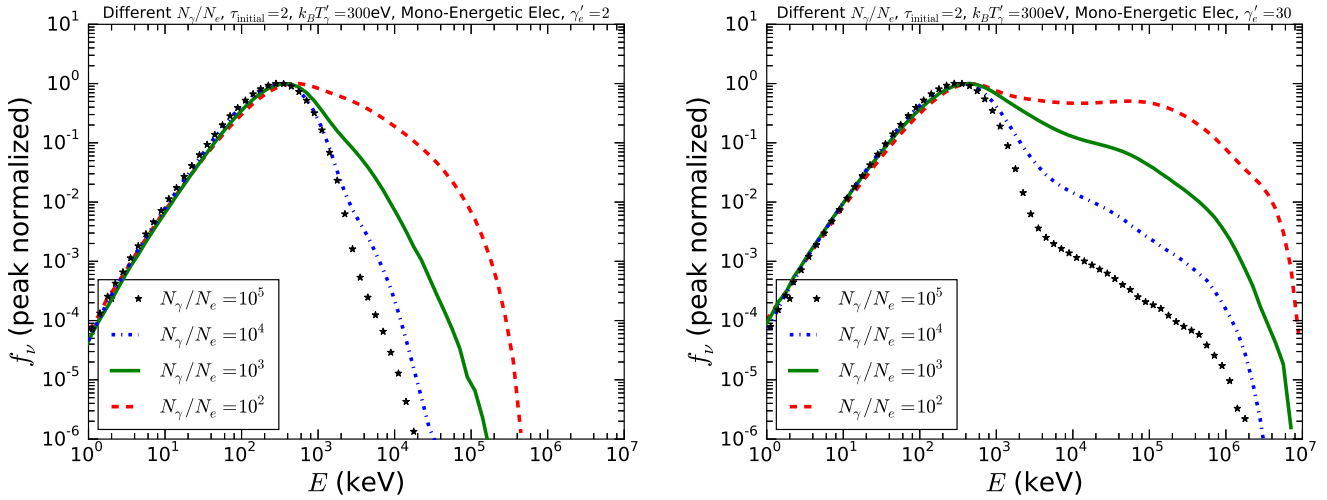 Different N_γ/N_e, τ_initial=2, k_BT′_γ=300eV, Mono-Energetic Elec, γ′_e=2
10^1
10^0
10^-1
10^-2
10^-3
10^-4
10^-5
10^-6
f_ν (peak normalized)
N_γ/N_e=10^5
N_γ/N_e=10^4
N_γ/N_e=10^3
N_γ/N_e=10^2
10^0 10^1 10^2 10^3 10^4 10^5 10^6 10^7
E (keV)
Different N_γ/N_e, τ_initial=2, k_BT′_γ=300eV, Mono-Energetic Elec, γ′_e=30
10^1
10^0
10^-1
10^-2
10^-3
10^-4
10^-5
10^-6
f_ν (peak normalized)
N_γ/N_e=10^5
N_γ/N_e=10^4
N_γ/N_e=10^3
N_γ/N_e=10^2
10^0 10^1 10^2 10^3 10^4 10^5 10^6 10^7
E (keV)